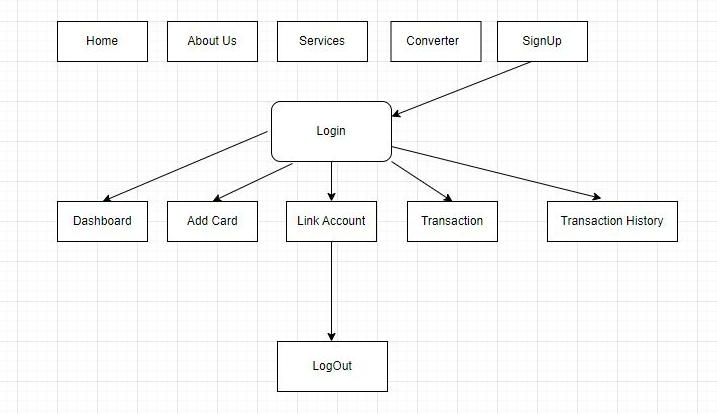 Home
About Us
Services
Converter
SignUp
Login
Dashboard
Add Card
Link Account
Transaction
Transaction History
LogOut